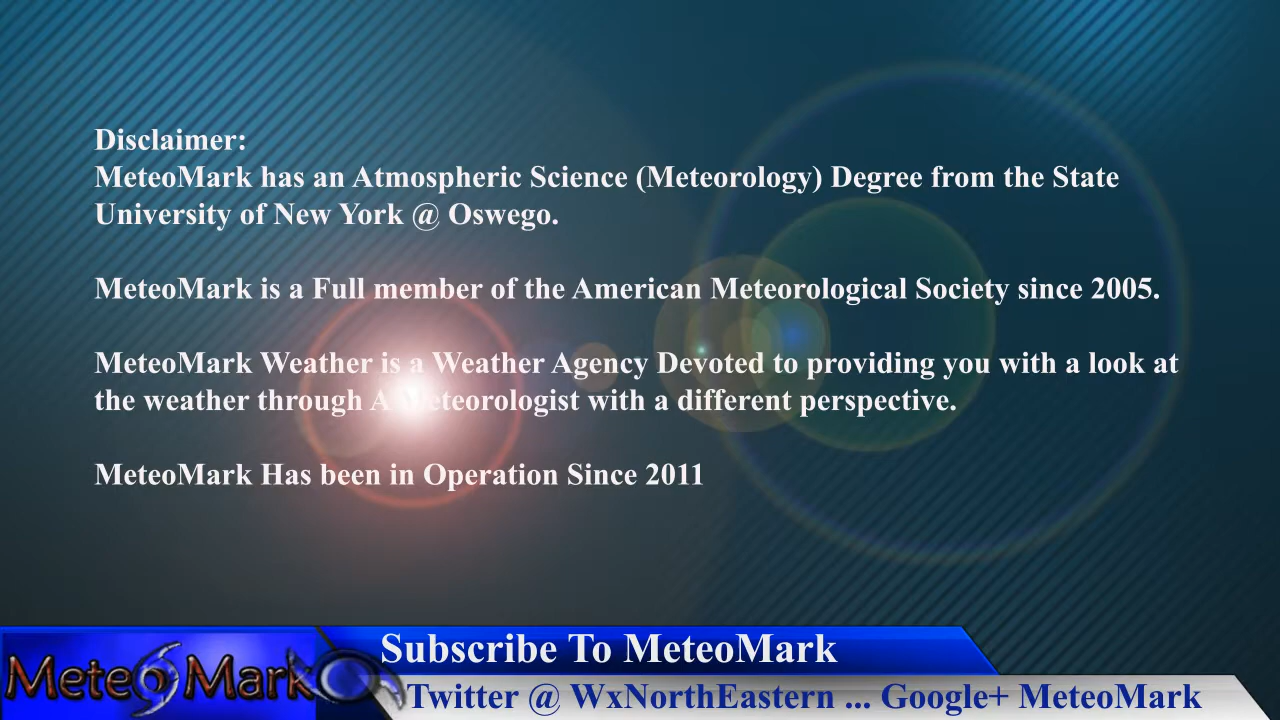 Disclaimer:
MeteoMark has an Atmospheric Science (Meteorology) Degree from the State
University of New York @ Oswego.
MeteoMark is a Full member of the American Meteorological Society since 2005.
MeteoMark Weather is a Weather Agency Devoted to providing you with a look at
the weather through A Meteorologist with a different perspective.
MeteoMark Has been in Operation Since 2011
Subscribe To MeteoMark
MeteoMark
Twitter @ WxNorthEastern ... Google+ MeteoMark